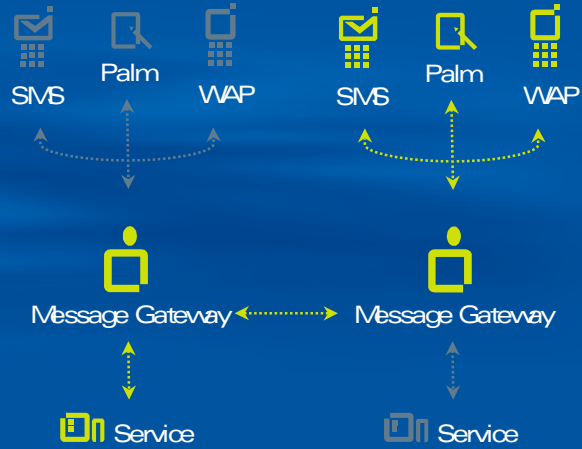 Palm
SMS
WAP
Palm
SMS
WAP
Message Gateway
Message Gateway
Service
Service